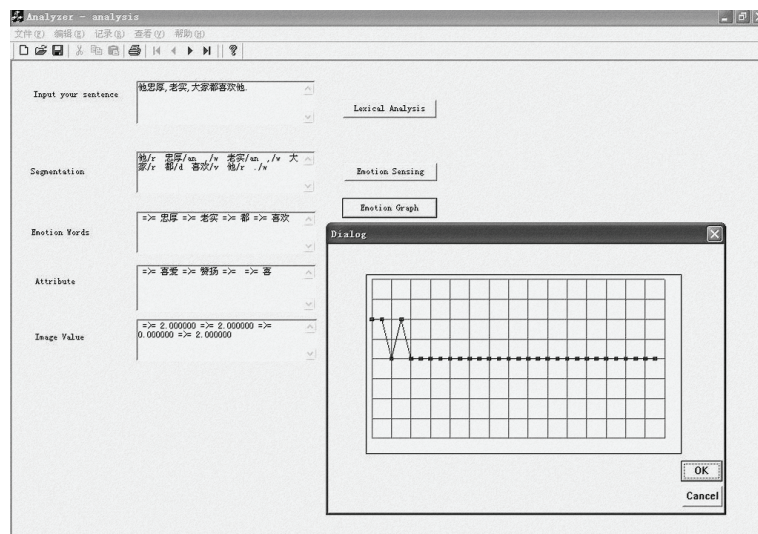 Analyzer - analysis
文件(F) 编辑(E) 记录(R) 查看(V) 帮助(H)
Input your sentence
他忠厚,老实,大家都喜欢他.
Lexical Analysis
Segmentation
他/r 忠厚/an ,/w 老实/an ,/w 大
家/r 都/d 喜欢/v 他/r ./w
Emotion Sensing
Emotion Graph
Emotion Words
=>= 忠厚 =>= 老实 =>= 都 =>= 喜欢
Dialog
Attribute
=>= 喜爱 =>= 赞扬 =>= =>= 喜
Image Value
=>= 2.000000 =>= 2.000000 =>=
0.000000 =>= 2.000000
OK
Cancel